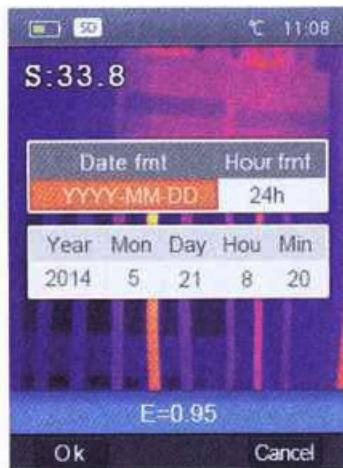 SD ℃ 11:08
S:33.8
Date fmt Hour fmt
YYYY-MM-DD 24h
Year Mon Day Hou Min
2014 5 21 8 20
E=0.95
Ok Cancel